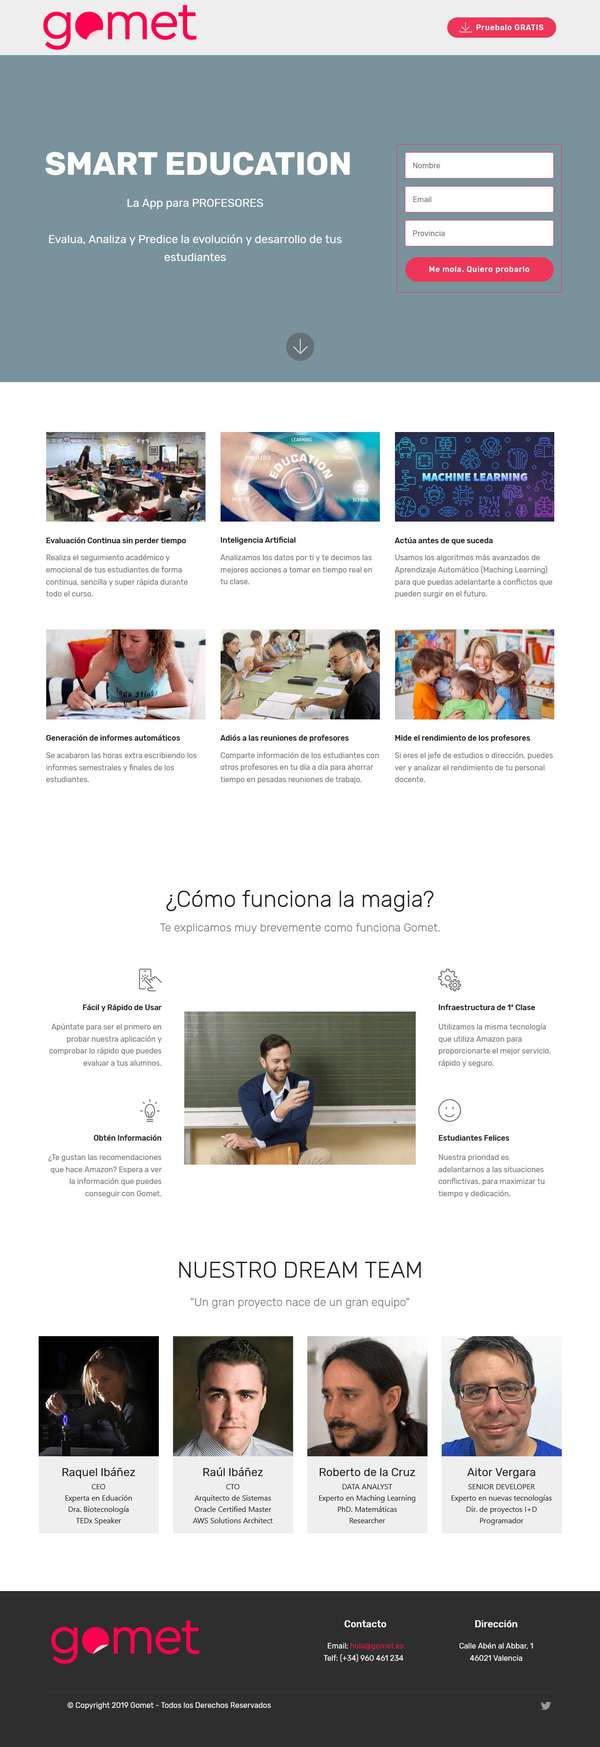 gomet
Pruebalo GRATIS
SMART EDUCATION
La App para PROFESORES
Evalua, Analiza y Predice la evolución y desarrollo de tus
estudiantes
Nombre
Email
Provincia
Me mola. Quiero probarlo
LEARNING
EDUCATION
SCHOOL
MACHINE LEARNING
Evaluación Continua sin perder tiempo
Realiza el seguimiento académico y
emocional de tus estudiantes de forma
continua, sencilla y super rápida durante
todo el curso.
Inteligencia Artificial
Analizamos los datos por ti y te decimos las
mejores acciones a tomar en tiempo real en
tu clase.
Actúa antes de que suceda
Usamos los algoritmos más avanzados de
Aprendizaje Automático (Maching Learning)
para que puedas adelantarte a conflictos que
pueden surgir en el futuro.
Generación de informes automáticos
Se acabaron las horas extra escribiendo los
informes semestrales y finales de los
estudiantes.
Adiós a las reuniones de profesores
Comparte información de los estudiantes con
otros profesores en tu día a día para ahorrar
tiempo en pesadas reuniones de trabajo.
Mide el rendimiento de los profesores
Si eres el jefe de estudios o dirección, puedes
ver y analizar el rendimiento de tu personal
docente.
¿Cómo funciona la magia?
Te explicamos muy brevemente como funciona Gomet.
Fácil y Rápido de Usar
Apúntate para ser el primero en
probar nuestra aplicación y
comprobar lo rápido que puedes
evaluar a tus alumnos.
Obtén Información
¿Te gustan las recomendaciones
que hace Amazon? Espera a ver
la información que puedes
conseguir con Gomet.
Infraestructura de 1ª Clase
Utilizamos la misma tecnología
que utiliza Amazon para
proporcionarte el mejor servicio,
rápido y seguro.
Estudiantes Felices
Nuestra prioridad es
adelantarnos a las situaciones
conflictivas, para maximizar tu
tiempo y dedicación.
NUESTRO DREAM TEAM
"Un gran proyecto nace de un gran equipo"
Raquel Ibáñez
CEO
Experta en Eduación
Dra. Biotecnología
TEDx Speaker
Raúl Ibáñez
CTO
Arquitecto de Sistemas
Oracle Certified Master
AWS Solutions Architect
Roberto de la Cruz
DATA ANALYST
Experto en Maching Learning
PhD. Matemáticas
Researcher
Aitor Vergara
SENIOR DEVELOPER
Experto en nuevas tecnologías
Dir. de proyectos I+D
Programador
gomet
Contacto
Email: hola@gomet.es
Telf: (+34) 960 461 234
Dirección
Calle Abén al Abbar, 1
46021 Valencia
© Copyright 2019 Gomet - Todos los Derechos Reservados